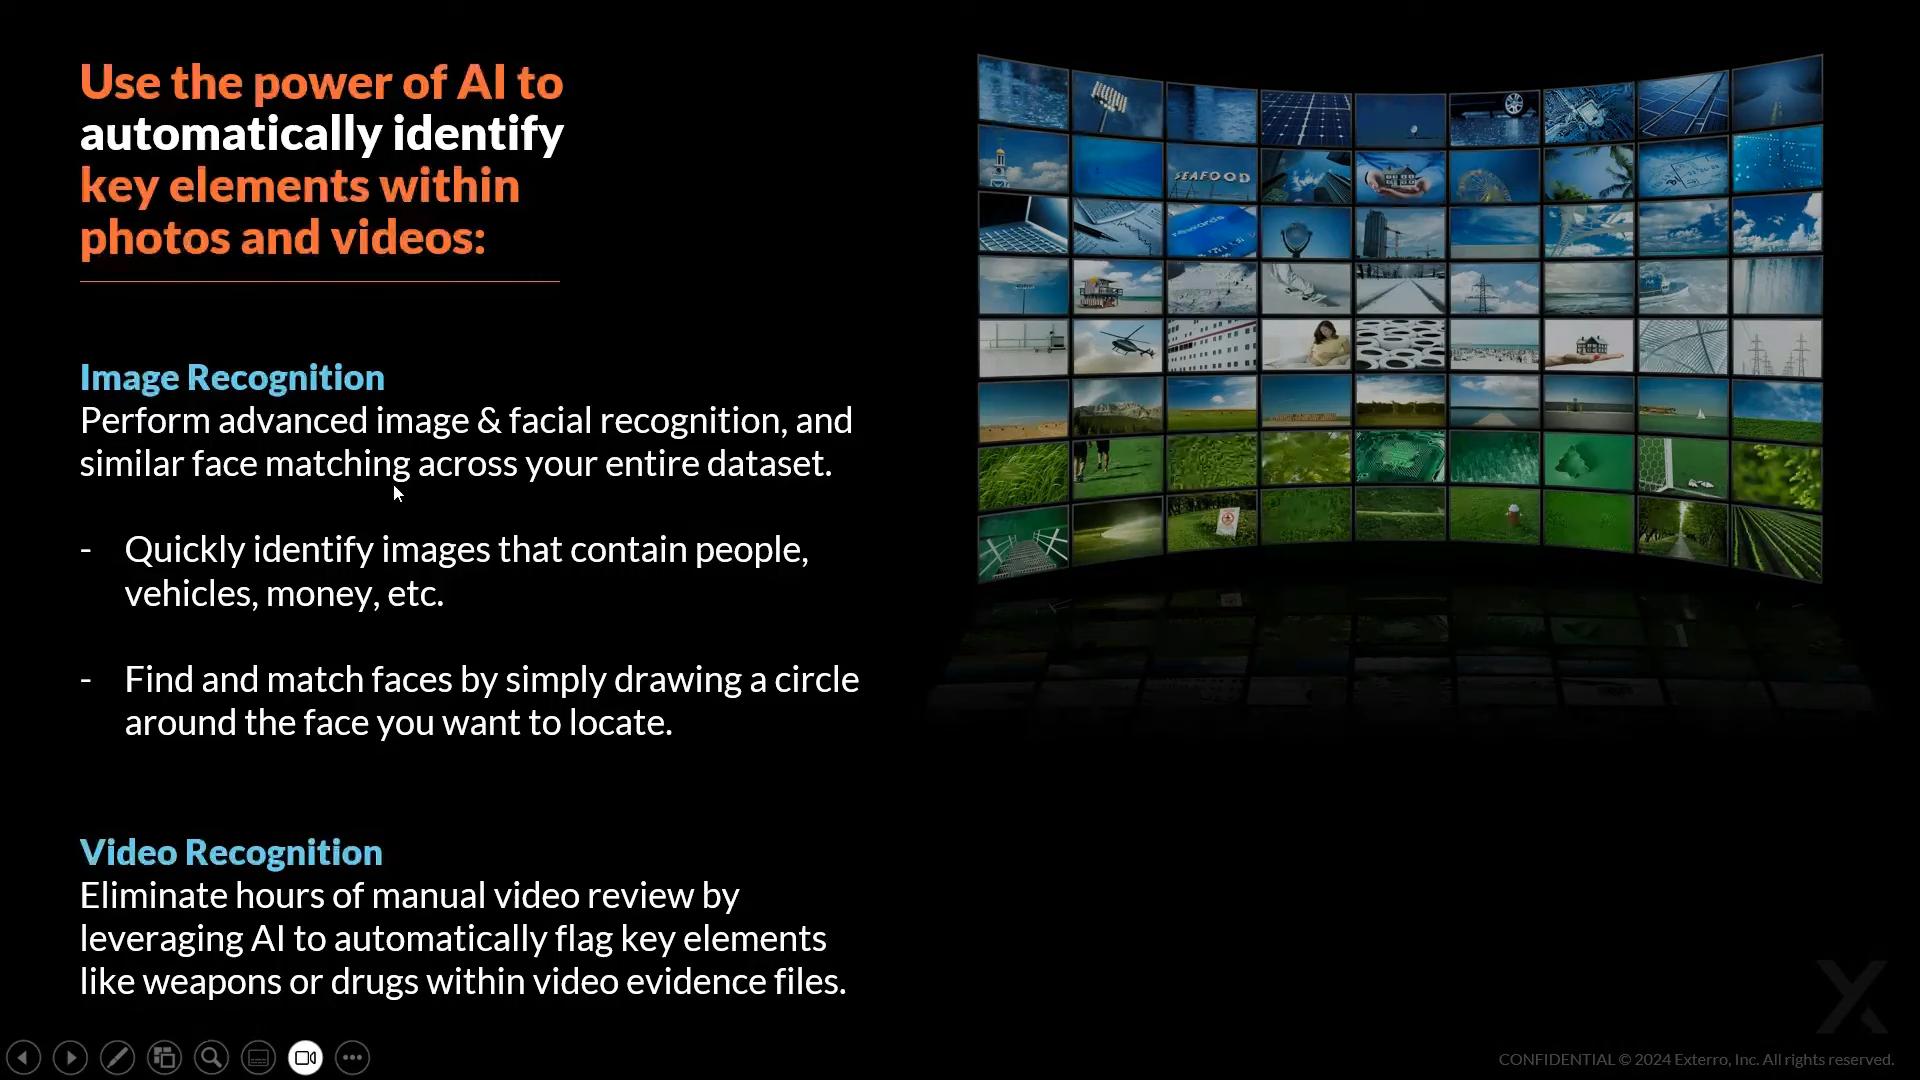 Use the power of AI to
automatically identify
key elements within
photos and videos:
Image Recognition
Perform advanced image & facial recognition, and
similar face matching across your entire dataset.
- Quickly identify images that contain people,
vehicles, money, etc.
- Find and match faces by simply drawing a circle
around the face you want to locate.
Video Recognition
Eliminate hours of manual video review by
leveraging AI to automatically flag key elements
like weapons or drugs within video evidence files.
SEAFOOD
rewards
CONFIDENTIAL © 2024 Exterro, Inc. All rights reserved.